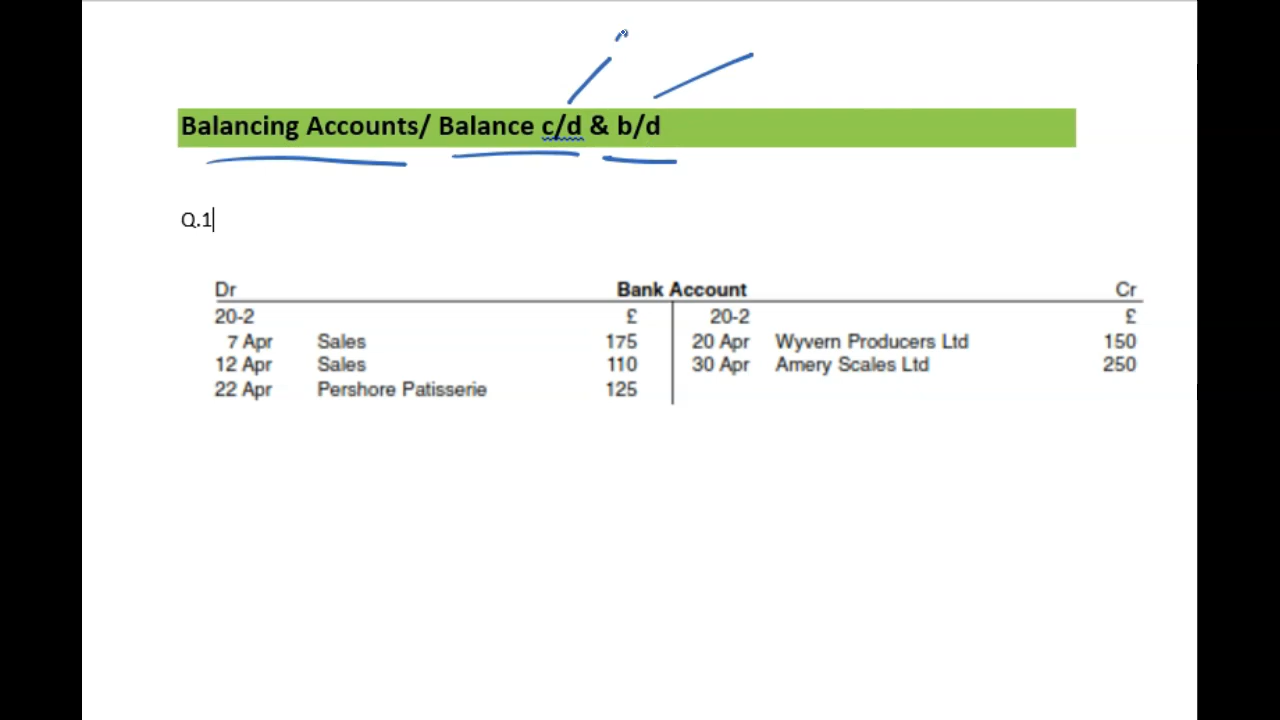 Balancing Accounts/ Balance c/d & b/d
Q.1
Dr Bank Account Cr
20-2 £ 20-2 £
7 Apr Sales 175 20 Apr Wyvern Producers Ltd 150
12 Apr Sales 110 30 Apr Amery Scales Ltd 250
22 Apr Pershore Patisserie 125